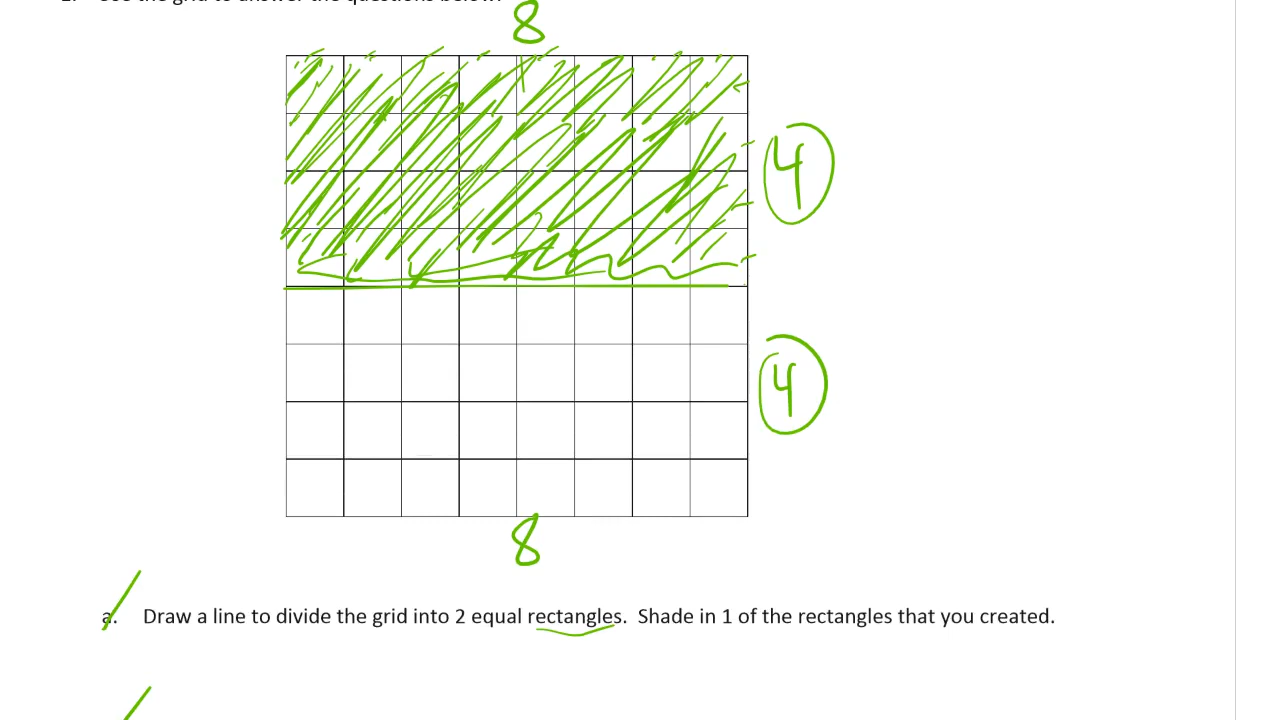 8
4
4
8
a. Draw a line to divide the grid into 2 equal rectangles. Shade in 1 of the rectangles that you created.